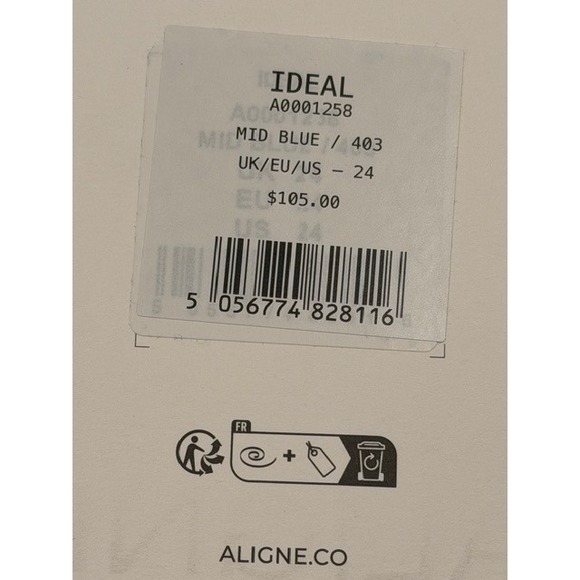 IDEAL
A0001258
MID BLUE / 403
UK/EU/US – 24
$105.00
5 056774 828116
FR
ALIGNE.CO